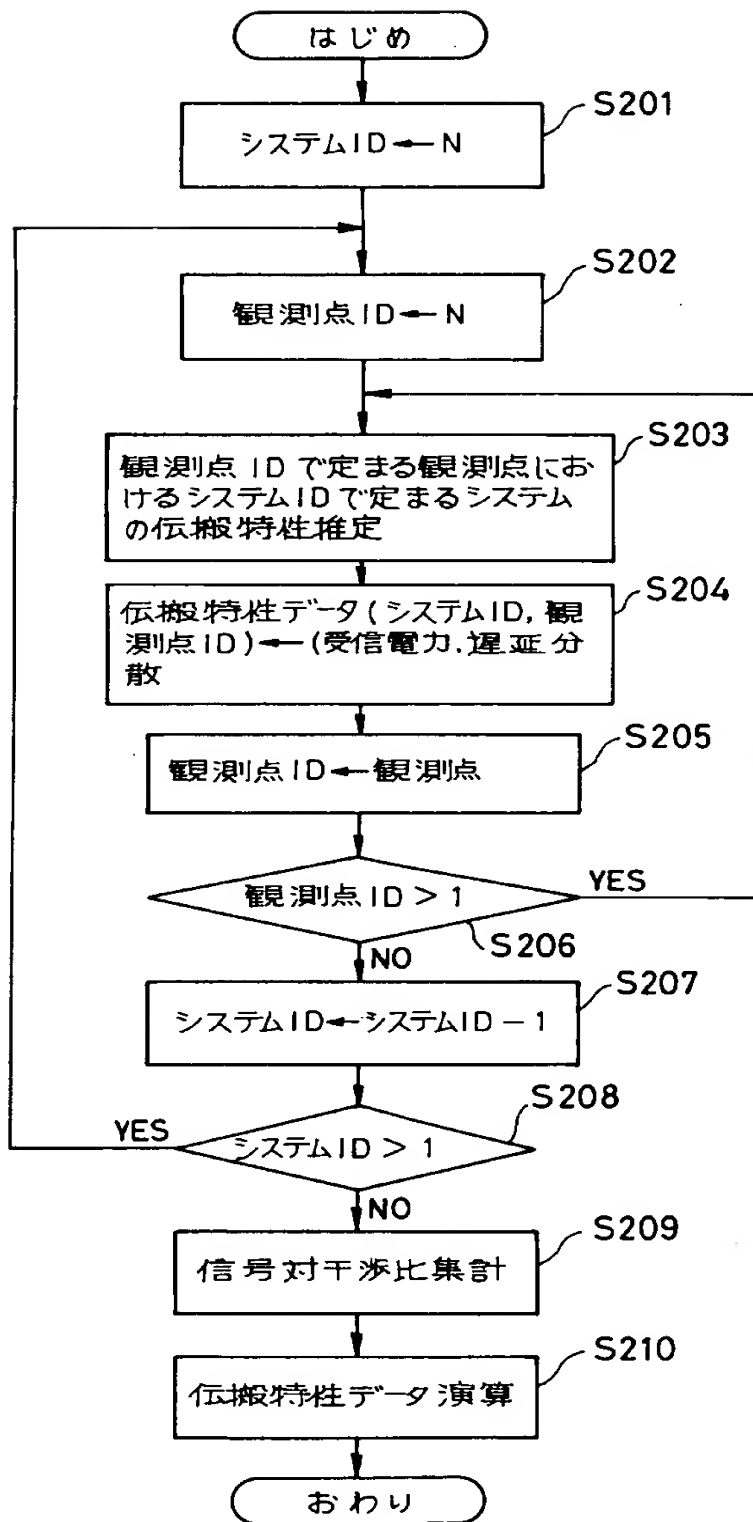 はじめ
S201
システムID←N
S202
観測点ID←N
S203
観測点IDで定まる観測点にお
けるシステムIDで定まるシステム
の伝搬特性推定
S204
伝搬特性データ(システムID,観
測点ID)←(受信電力.遅延分
散
S205
観測点ID←観測点
観測点ID>1
YES
S206
NO
S207
システムID←システムID-1
S208
YES
システムID>1
NO
S209
信号対干渉比集計
S210
伝搬特性データ演算
おわり